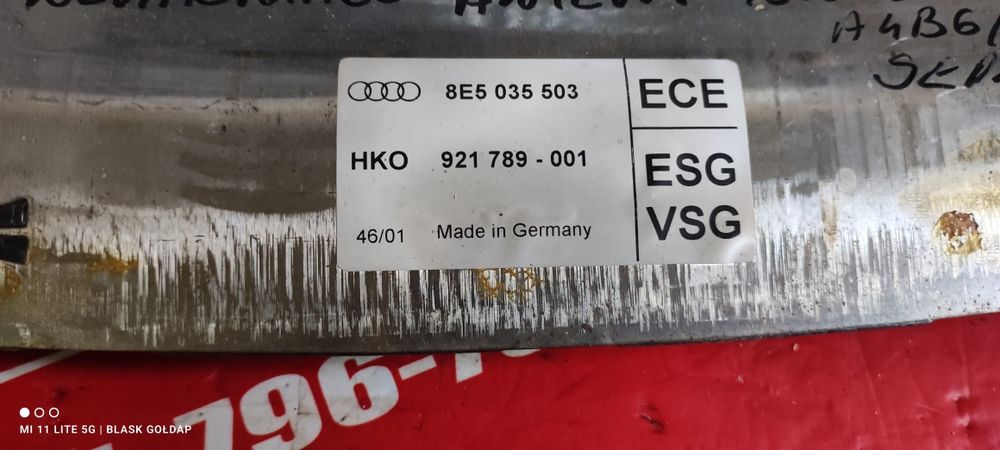 A4B6/
8E5 035 503
ECE
HKO 921 789 - 001
ESG
VSG
46/01 Made in Germany
796-7
MI 11 LITE 5G | BLASK GOŁDAP